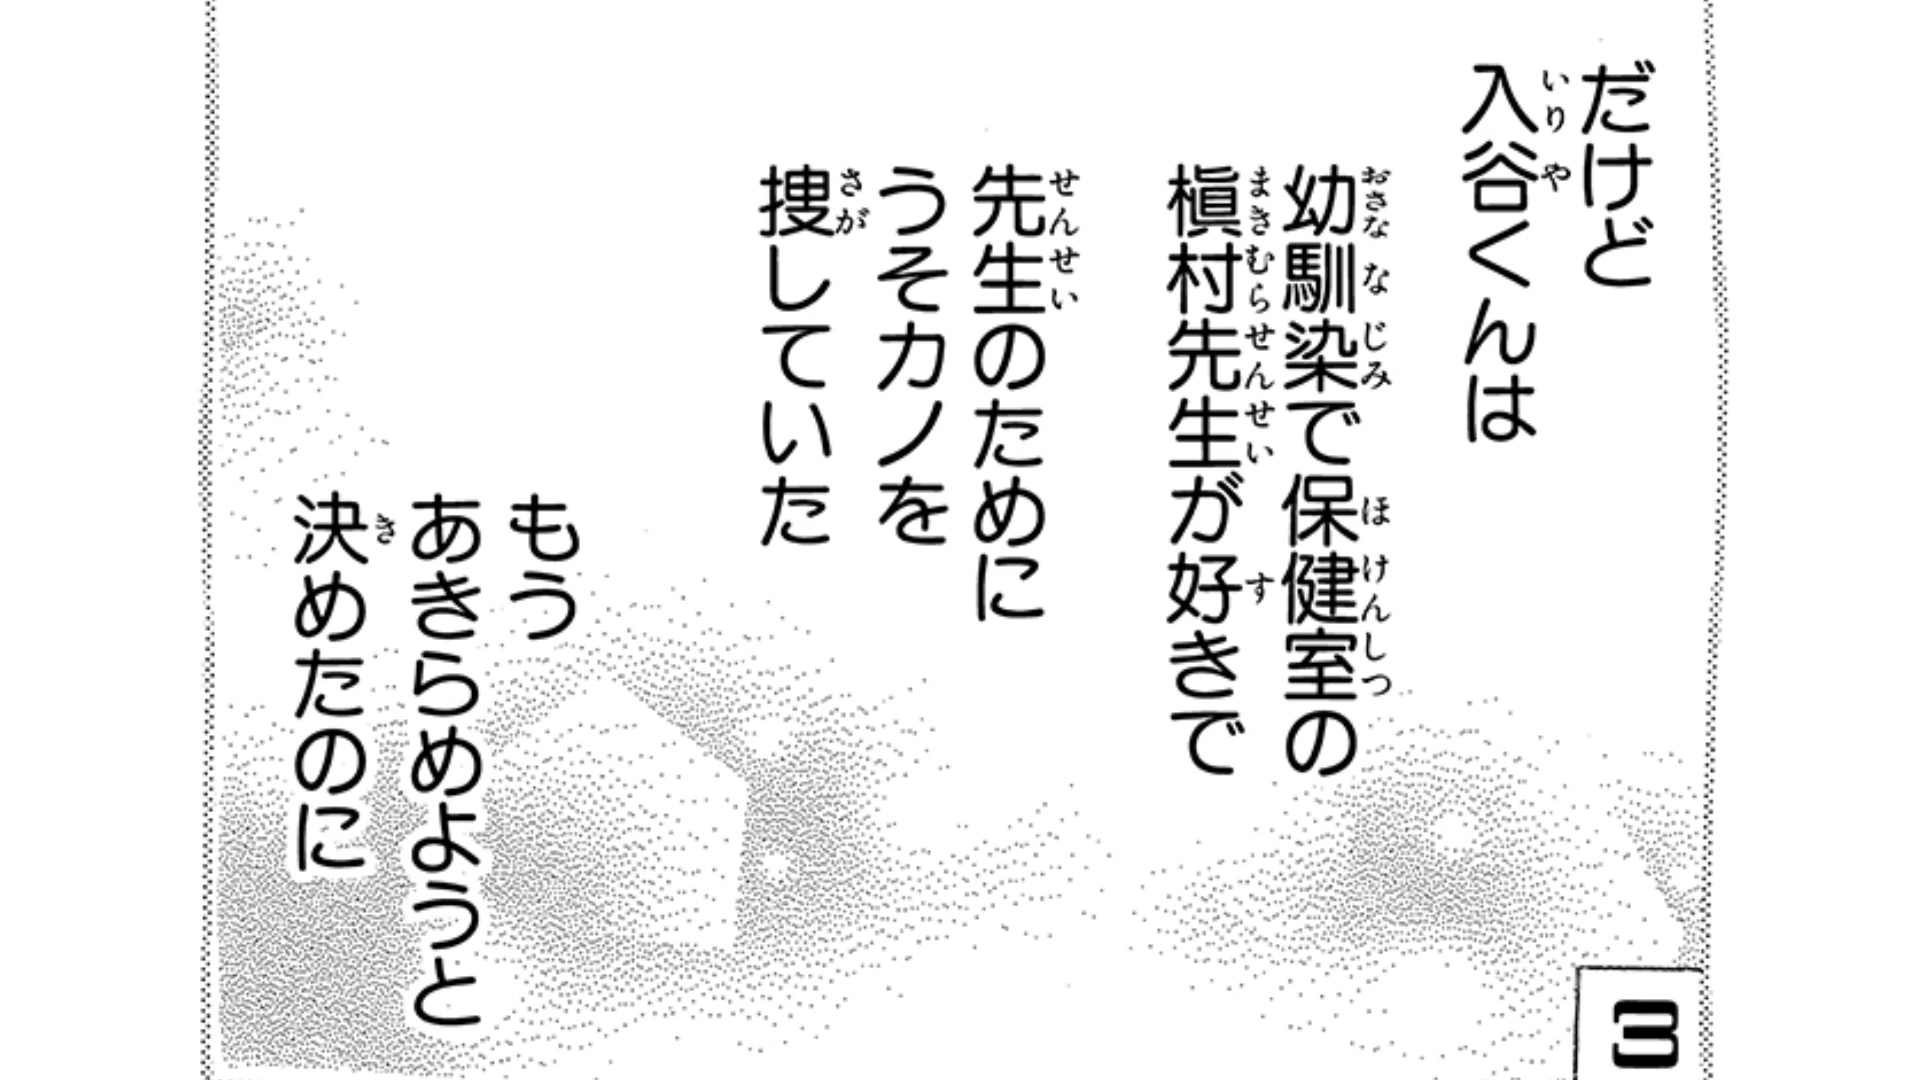 だけど
入谷くんは
幼馴染で保健室の
槇村先生が好きで
先生のために
うそカノを
捜していた
もう
あきらめようと
決めたのに
3